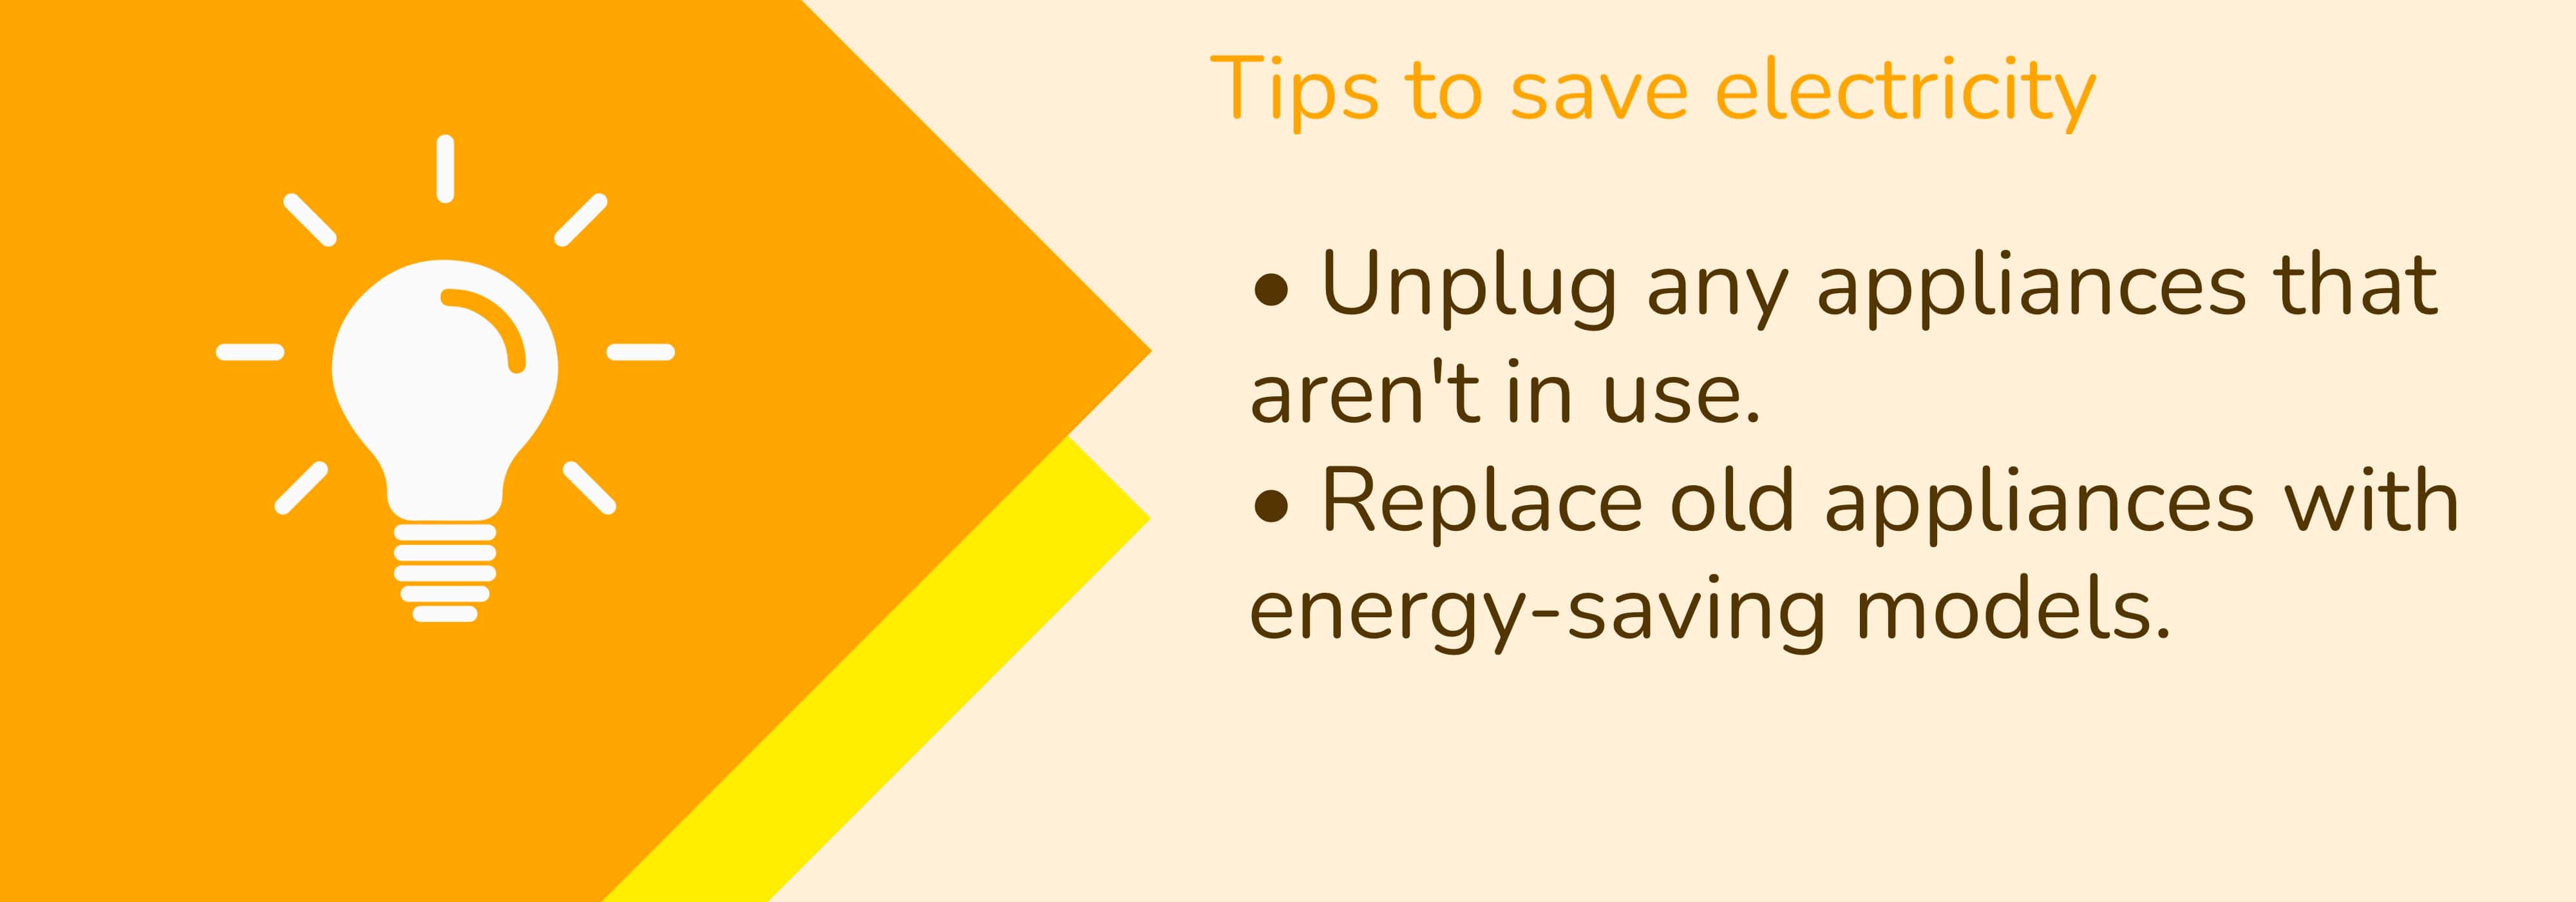 Tips to save electricity
• Unplug any appliances that
aren't in use.
• Replace old appliances with
energy-saving models.